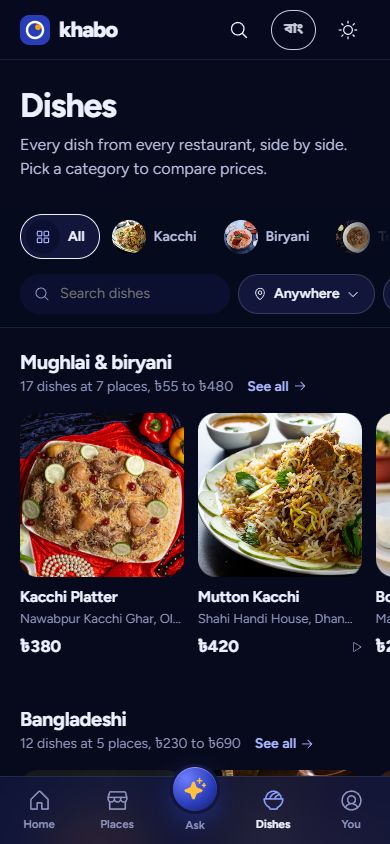 khabo
বাং
Dishes
Every dish from every restaurant, side by side.
Pick a category to compare prices.
All
Kacchi
Biryani
Search dishes
Anywhere
Mughlai & biryani
17 dishes at 7 places, ৳55 to ৳480 See all →
Kacchi Platter
Mutton Kacchi
Nawabpur Kacchi Ghar, Ol...
Shahi Handi House, Dhan...
৳380
৳420
Bangladeshi
12 dishes at 5 places, ৳230 to ৳690 See all →
Home
Places
Ask
Dishes
You